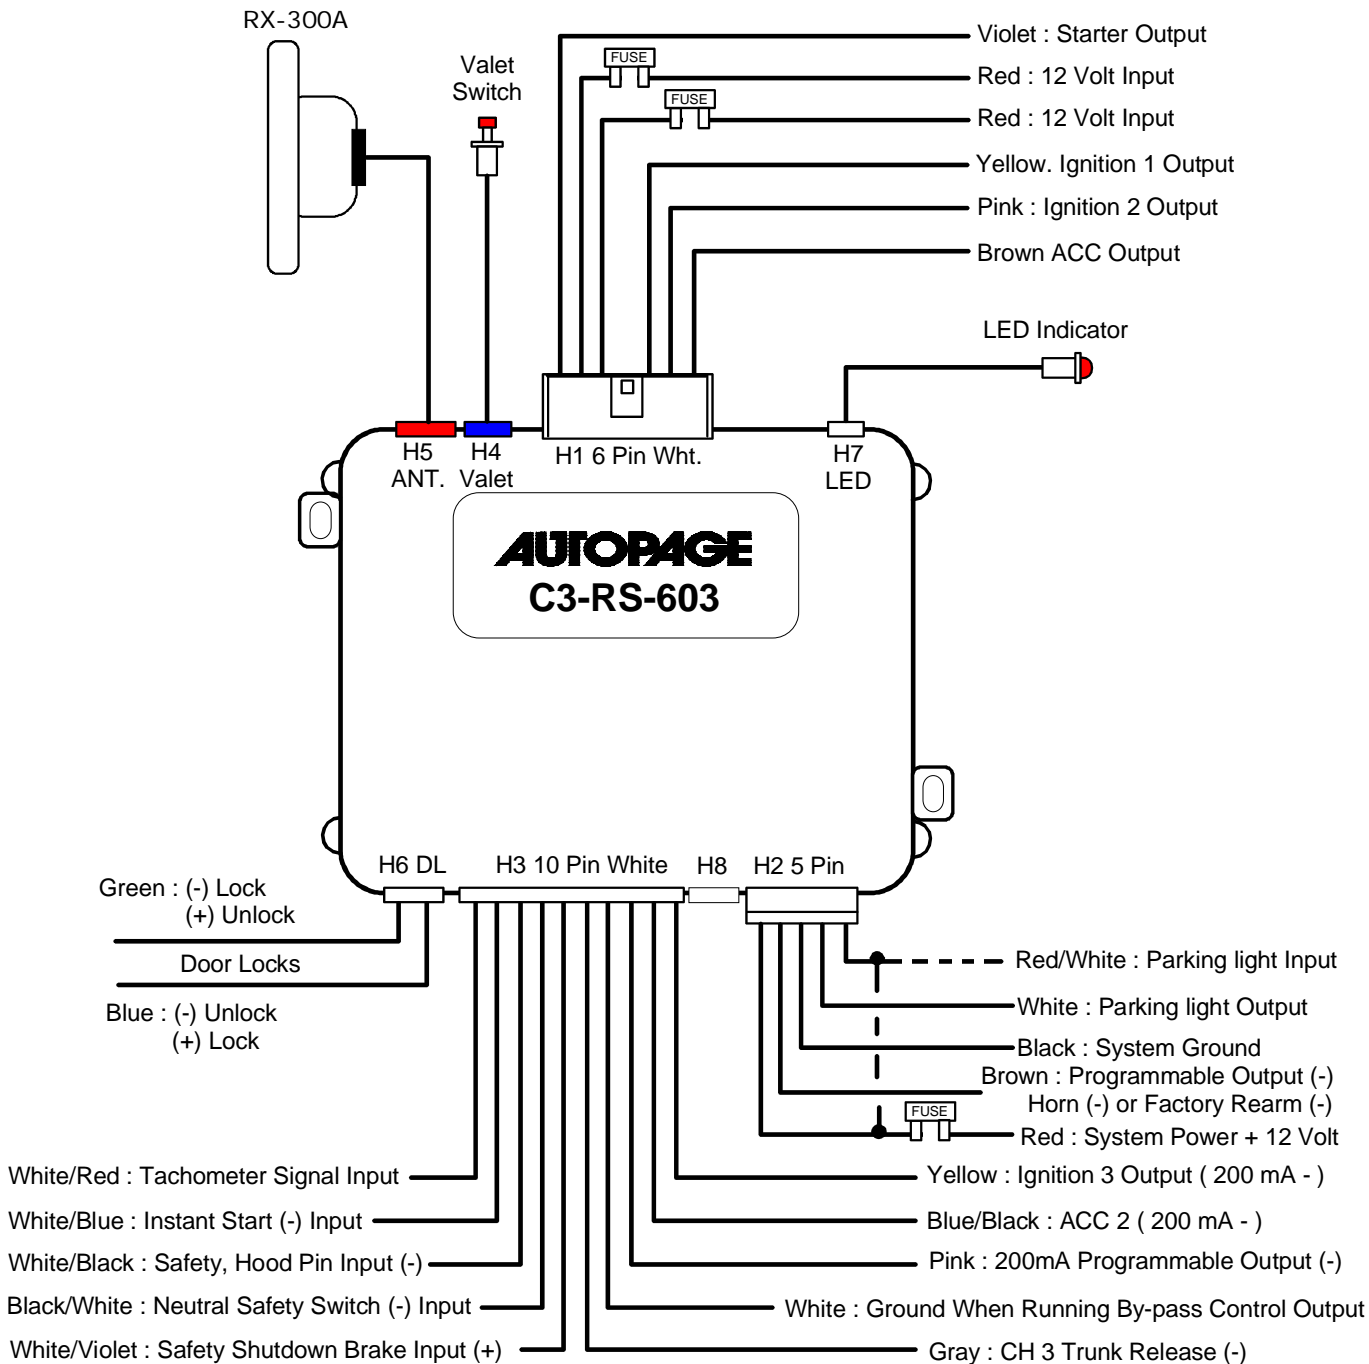 RX-300A
Valet
Switch
FUSE
FUSE
Violet : Starter Output
Red : 12 Volt Input
Red : 12 Volt Input
Yellow. Ignition 1 Output
Pink : Ignition 2 Output
Brown ACC Output
LED Indicator
H5
ANT.
H4
Valet
H1 6 Pin Wht.
H7
LED
AUTOPAGE
C3-RS-603
H6 DL
H3 10 Pin White
H8
H2 5 Pin
Green : (-) Lock
(+) Unlock
Door Locks
Blue : (-) Unlock
(+) Lock
Red/White : Parking light Input
White : Parking light Output
Black : System Ground
Brown : Programmable Output (-)
Horn (-) or Factory Rearm (-)
FUSE
Red : System Power + 12 Volt
White/Red : Tachometer Signal Input
White/Blue : Instant Start (-) Input
White/Black : Safety, Hood Pin Input (-)
Black/White : Neutral Safety Switch (-) Input
White/Violet : Safety Shutdown Brake Input (+)
Yellow : Ignition 3 Output ( 200 mA - )
Blue/Black : ACC 2 ( 200 mA - )
Pink : 200mA Programmable Output (-)
White : Ground When Running By-pass Control Output
Gray : CH 3 Trunk Release (-)